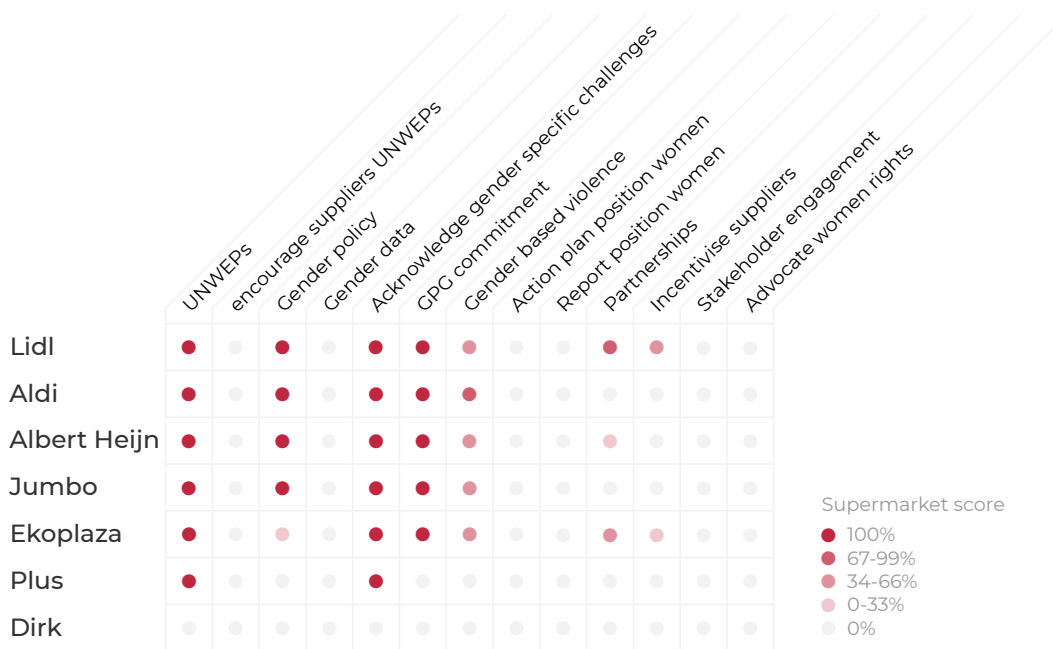 UNWEPs
encourage suppliers UNWEPs
Gender policy
Gender data
Acknowledge gender specific challenges
GPG commitment
Gender based violence
Action plan position women
Report position women
Partnerships
Incentivise suppliers
Stakeholder engagement
Advocate women rights
Lidl
Aldi
Albert Heijn
Jumbo
Ekoplaza
Plus
Dirk
Supermarket score
100%
67-99%
34-66%
0-33%
0%